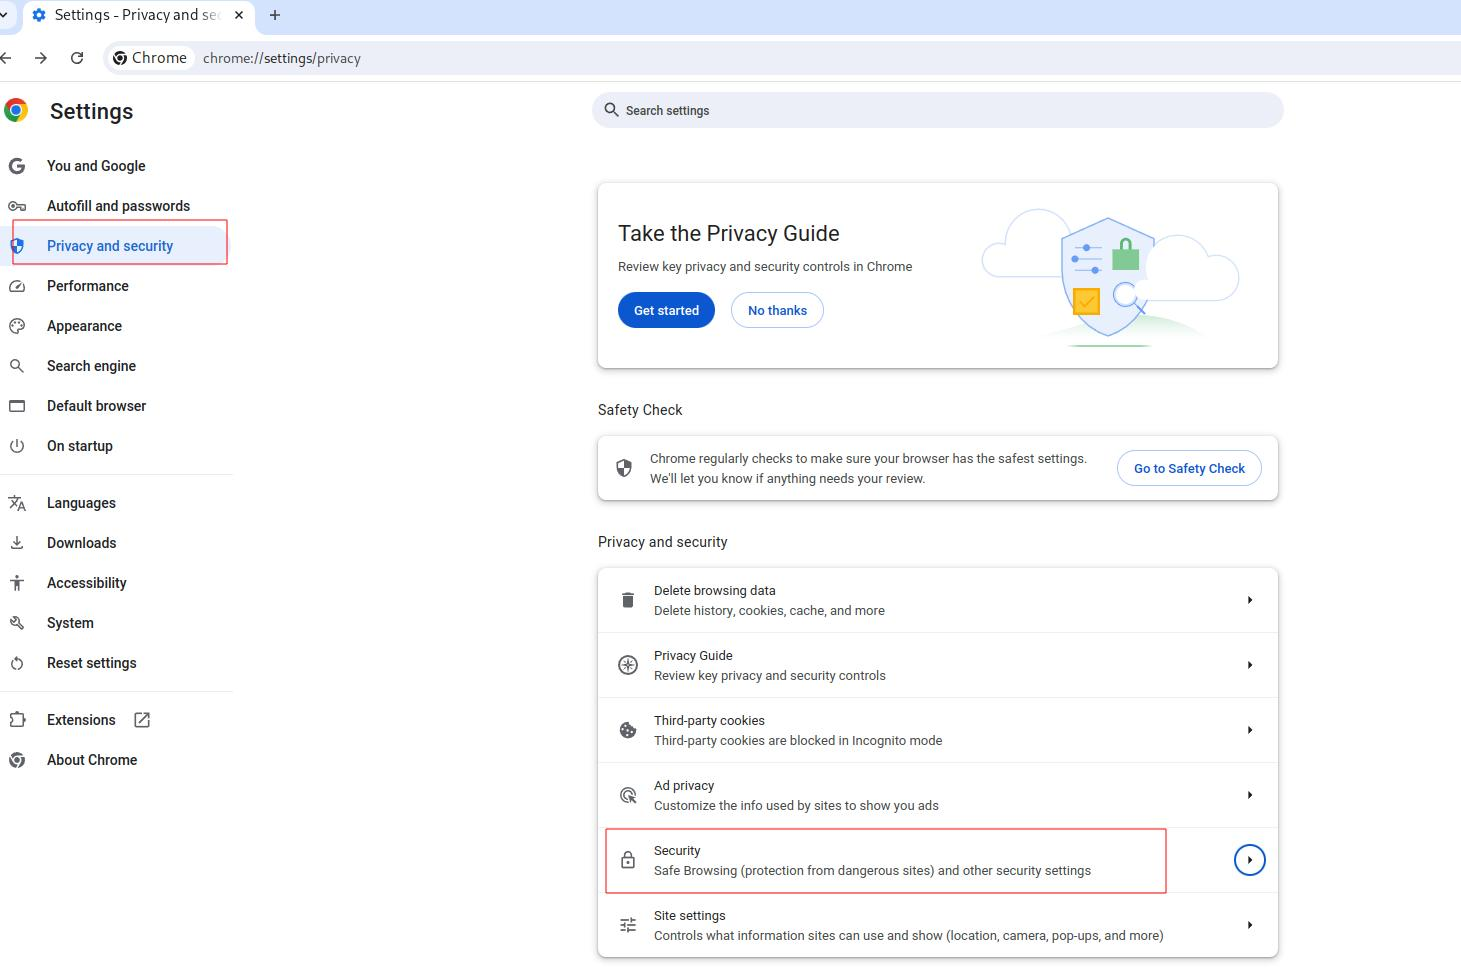 Settings - Privacy and sec
Chrome
chrome://settings/privacy
Settings
Search settings
You and Google
Autofill and passwords
Privacy and security
Performance
Appearance
Search engine
Default browser
On startup
Languages
Downloads
Accessibility
System
Reset settings
Extensions
About Chrome
Take the Privacy Guide
Review key privacy and security controls in Chrome
Get started
No thanks
Safety Check
Chrome regularly checks to make sure your browser has the safest settings.
We'll let you know if anything needs your review.
Go to Safety Check
Privacy and security
Delete browsing data
Delete history, cookies, cache, and more
Privacy Guide
Review key privacy and security controls
Third-party cookies
Third-party cookies are blocked in Incognito mode
Ad privacy
Customize the info used by sites to show you ads
Security
Safe Browsing (protection from dangerous sites) and other security settings
Site settings
Controls what information sites can use and show (location, camera, pop-ups, and more)